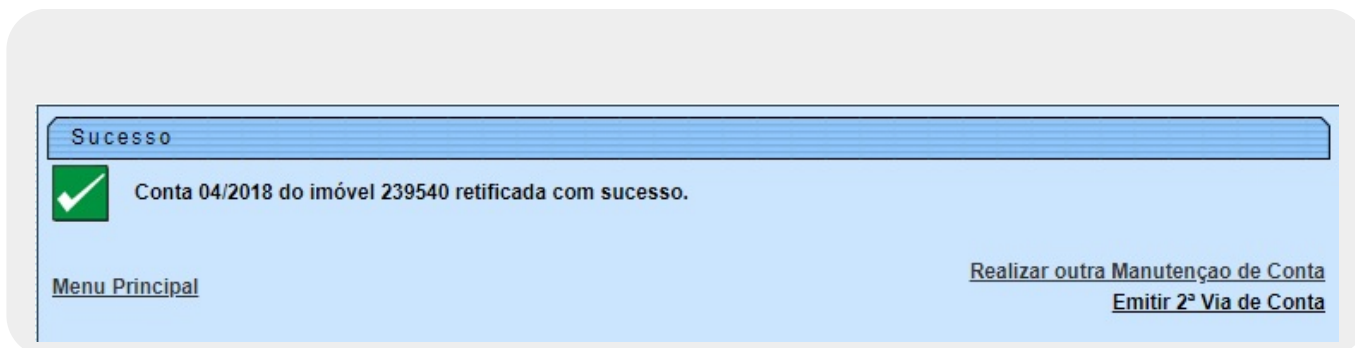 Sucesso
Conta 04/2018 do imóvel 239540 retificada com sucesso.
Menu Principal
Realizar outra Manutençao de Conta
Emitir 2ª Via de Conta